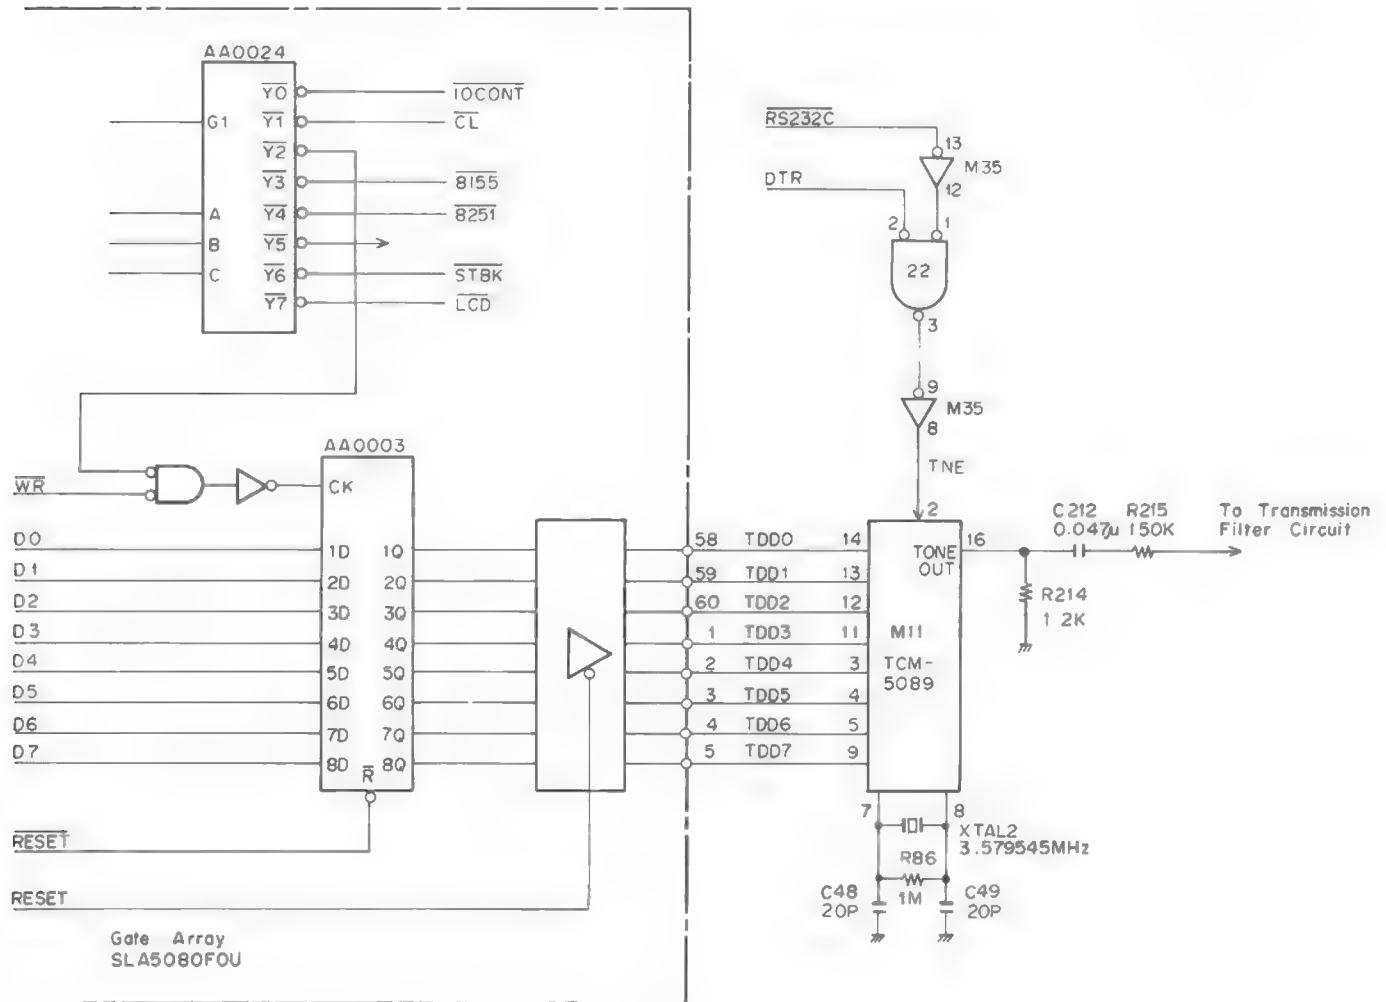 AA0024
G1
A
B
C
Y0
Y1
Y2
Y3
Y4
Y5
Y6
Y7
IOCONT
CL
8155
8251
STBK
LCD
RS232C
13
M35
12
DTR
2
1
22
3
9
M35
8
TNE
2
AA0003
WR
CK
D0
D1
D2
D3
D4
D5
D6
D7
1D 1Q
2D 2Q
3D 3Q
4D 4Q
5D 5Q
6D 6Q
7D 7Q
8D R 8Q
58 TDD0 14
59 TDD1 13
60 TDD2 12
1 TDD3 11
2 TDD4 3
3 TDD5 4
4 TDD6 5
5 TDD7 9
TONE
OUT
16
M11
TCM-
5089
C212 R215
0.047μ 150K
To Transmission
Filter Circuit
R214
1 2K
7
8
XTAL2
3.579545MHz
R86
1M
C48
20P
C49
20P
RESET
RESET
Gate Array
SLA5080F0U